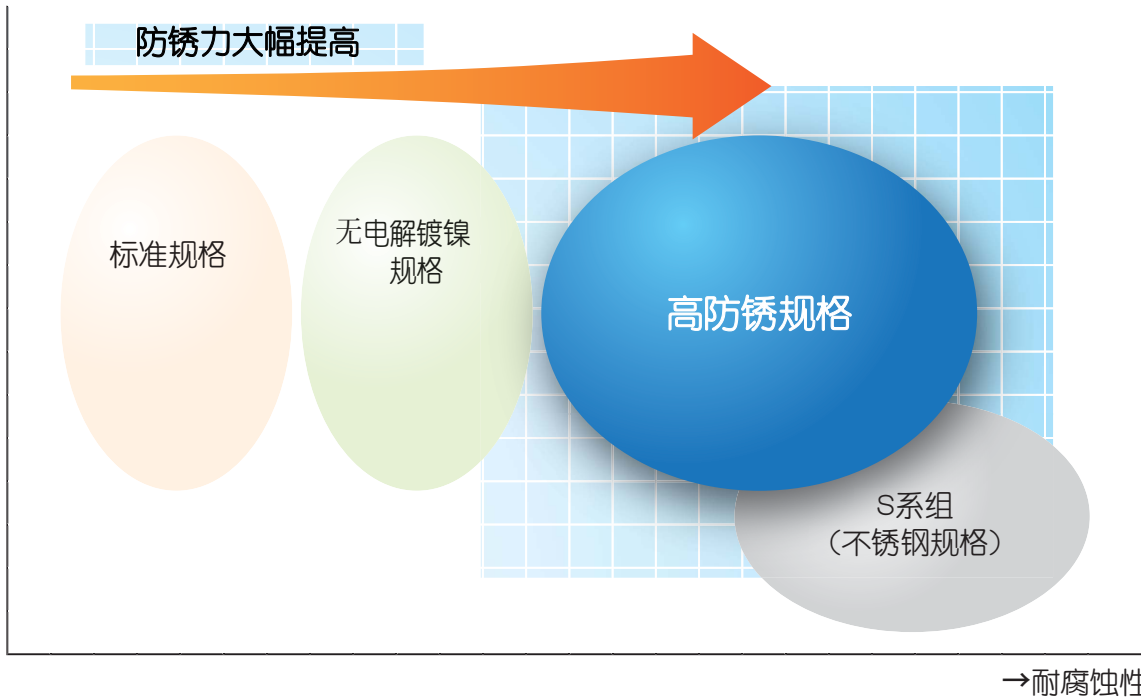 防锈力大幅提高
标准规格
无电解镀镍
规格
高防锈规格
S系组
（不锈钢规格）
→耐腐蚀性